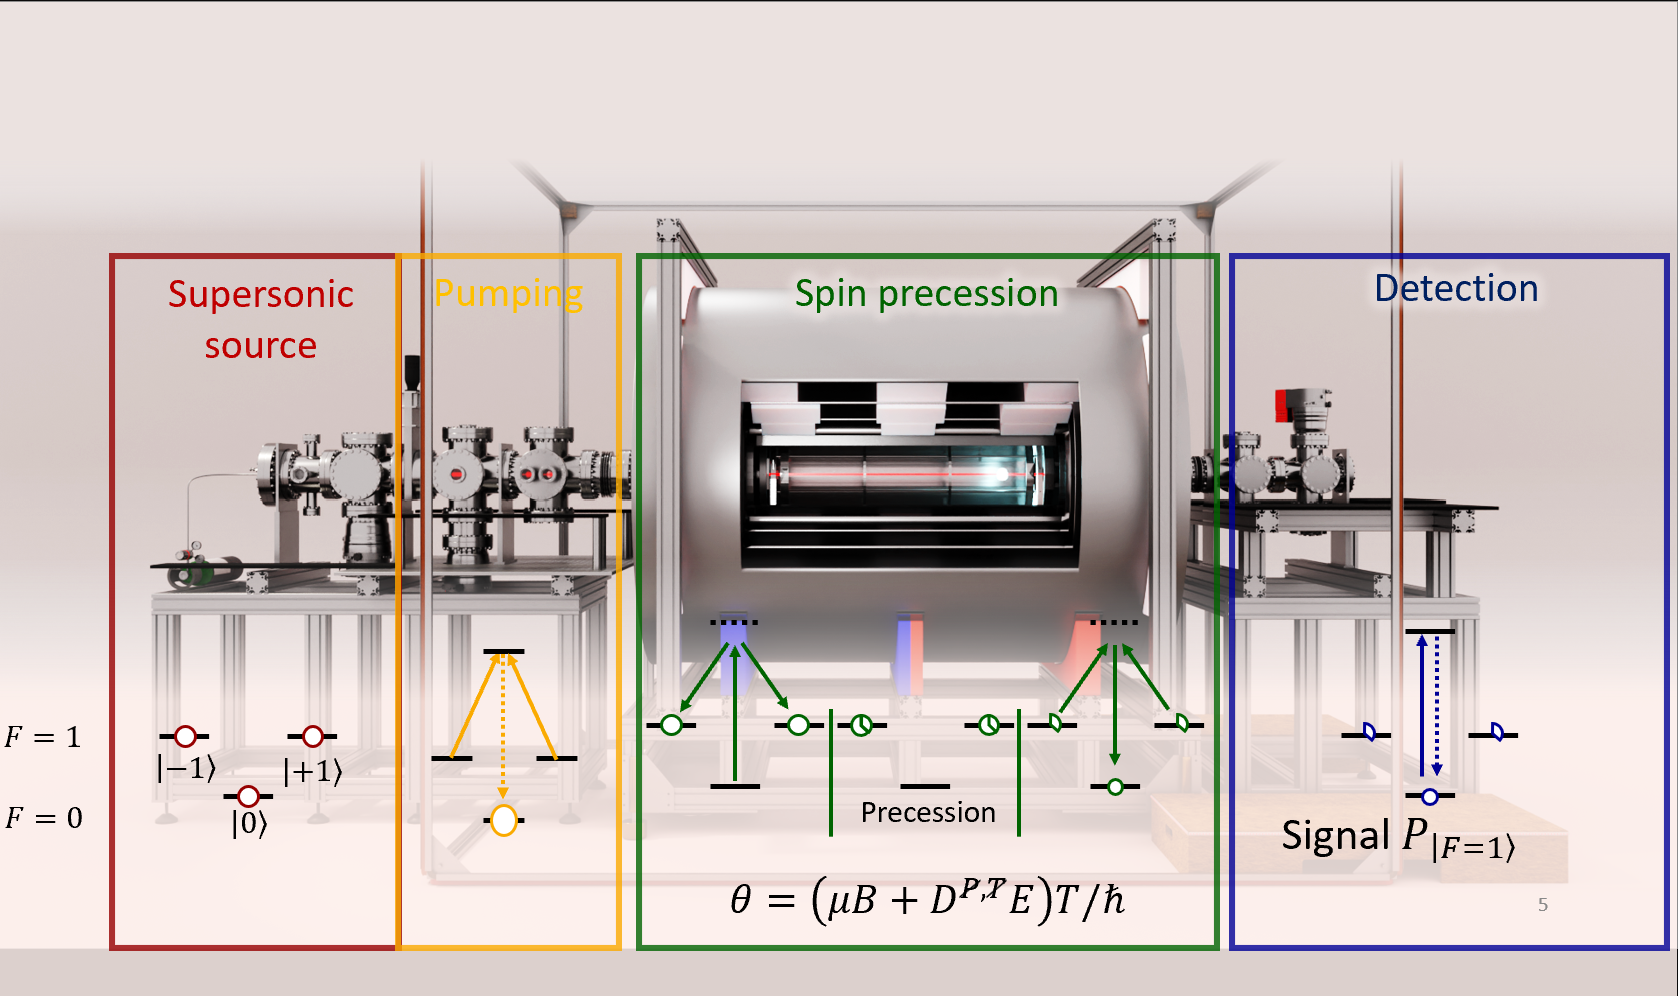 Supersonic
source
Pumping
Spin precession
Detection
F = 1
|−1⟩
|+1⟩
F = 0
|0⟩
Precession
Signal P|F=1⟩
θ = (μB + D^{P̸,T̸}E)T/ħ
5